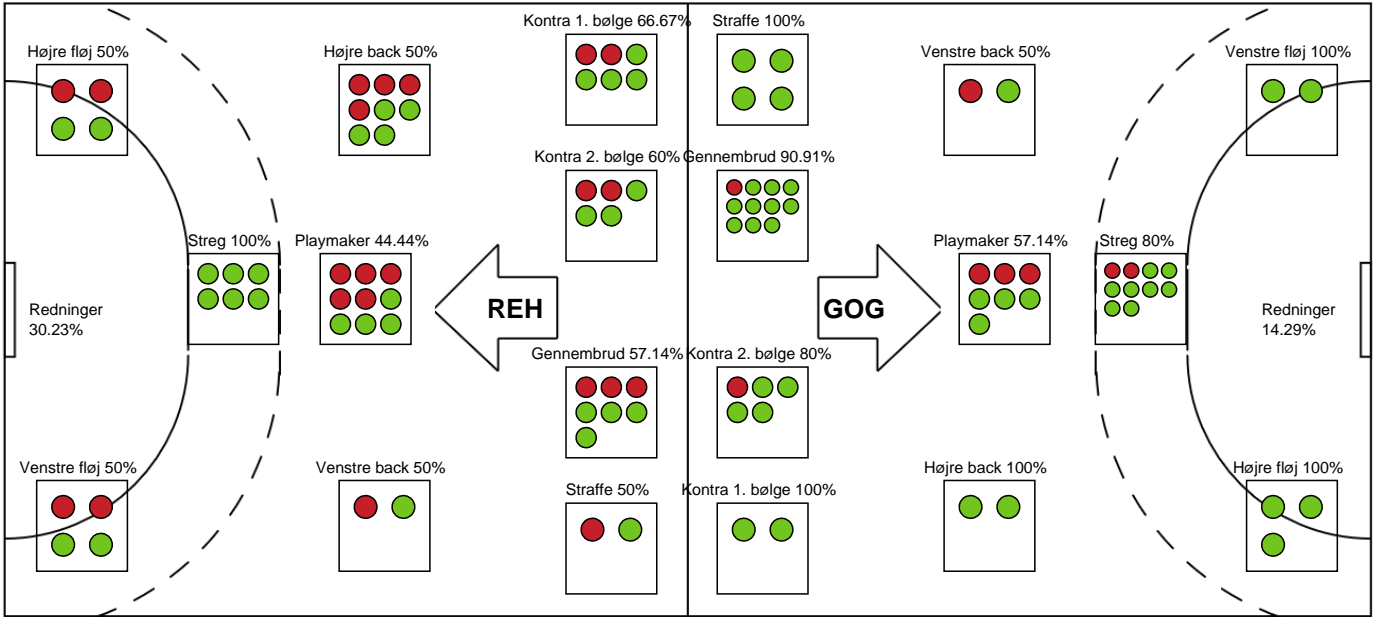 Kontra 1. bølge 66.67%
Straffe 100%
Højre fløj 50%
Højre back 50%
Venstre back 50%
Venstre fløj 100%
Kontra 2. bølge 60%
Gennembrud 90.91%
Streg 100%
Playmaker 44.44%
Playmaker 57.14%
Streg 80%
Redninger
30.23%
REH
GOG
Redninger
14.29%
Gennembrud 57.14%
Kontra 2. bølge 80%
Venstre fløj 50%
Venstre back 50%
Højre back 100%
Højre fløj 100%
Straffe 50%
Kontra 1. bølge 100%